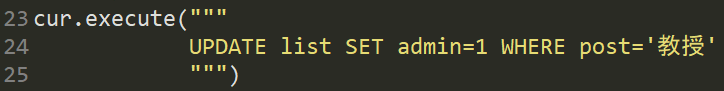 23 cur.execute("""
24 UPDATE list SET admin=1 WHERE post='教授'
25 """)